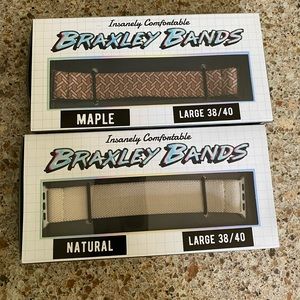 Insanely Comfortable
BRAXLEY BANDS
MAPLE
LARGE 38/40
Insanely Comfortable
BRAXLEY BANDS
NATURAL
LARGE 38/40